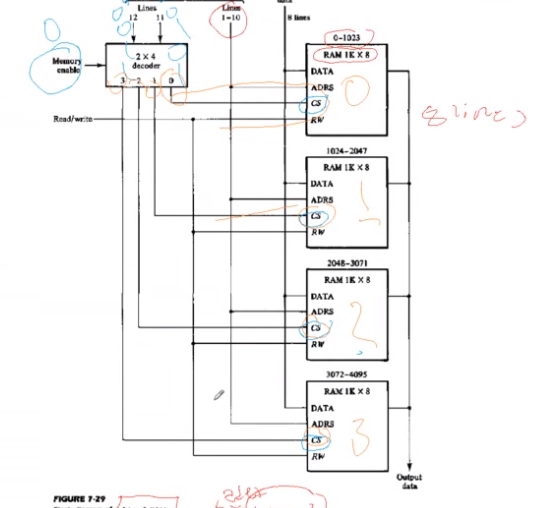 Lines
Lines
12 11
1-10
8 lines
0-1023
Memory
enable
2 × 4
decoder
3 2 1 0
RAM 1K × 8
DATA
ADRS
CS
RW
0
8 lines
Read/write
1024-2047
RAM 1K × 8
DATA
ADRS
CS
RW
1
2048-3071
RAM 1K × 8
DATA
ADRS
CS
RW
2
3072-4095
RAM 1K × 8
DATA
ADRS
CS
RW
3
Output
data
FIGURE 7-29